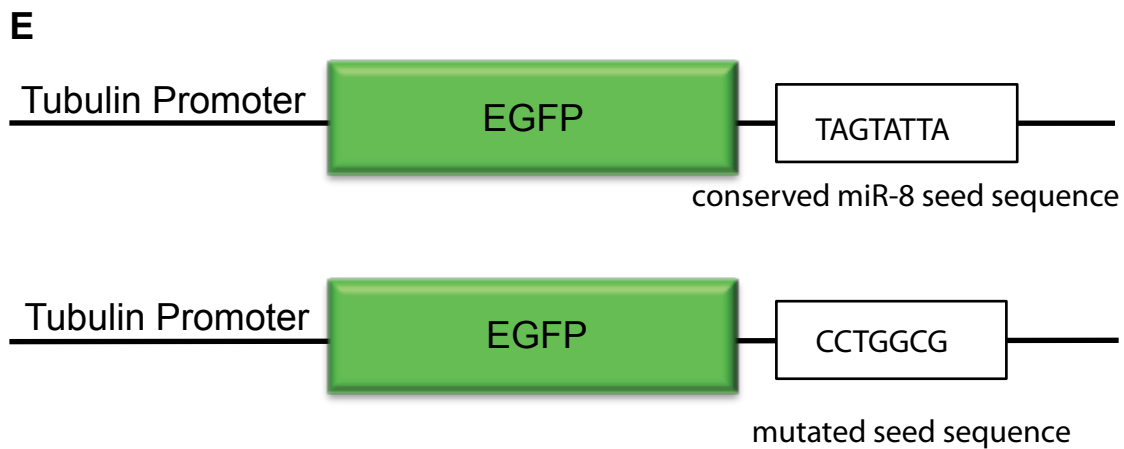 E
Tubulin Promoter
EGFP
TAGTATTA
conserved miR-8 seed sequence
Tubulin Promoter
EGFP
CCTGGCG
mutated seed sequence